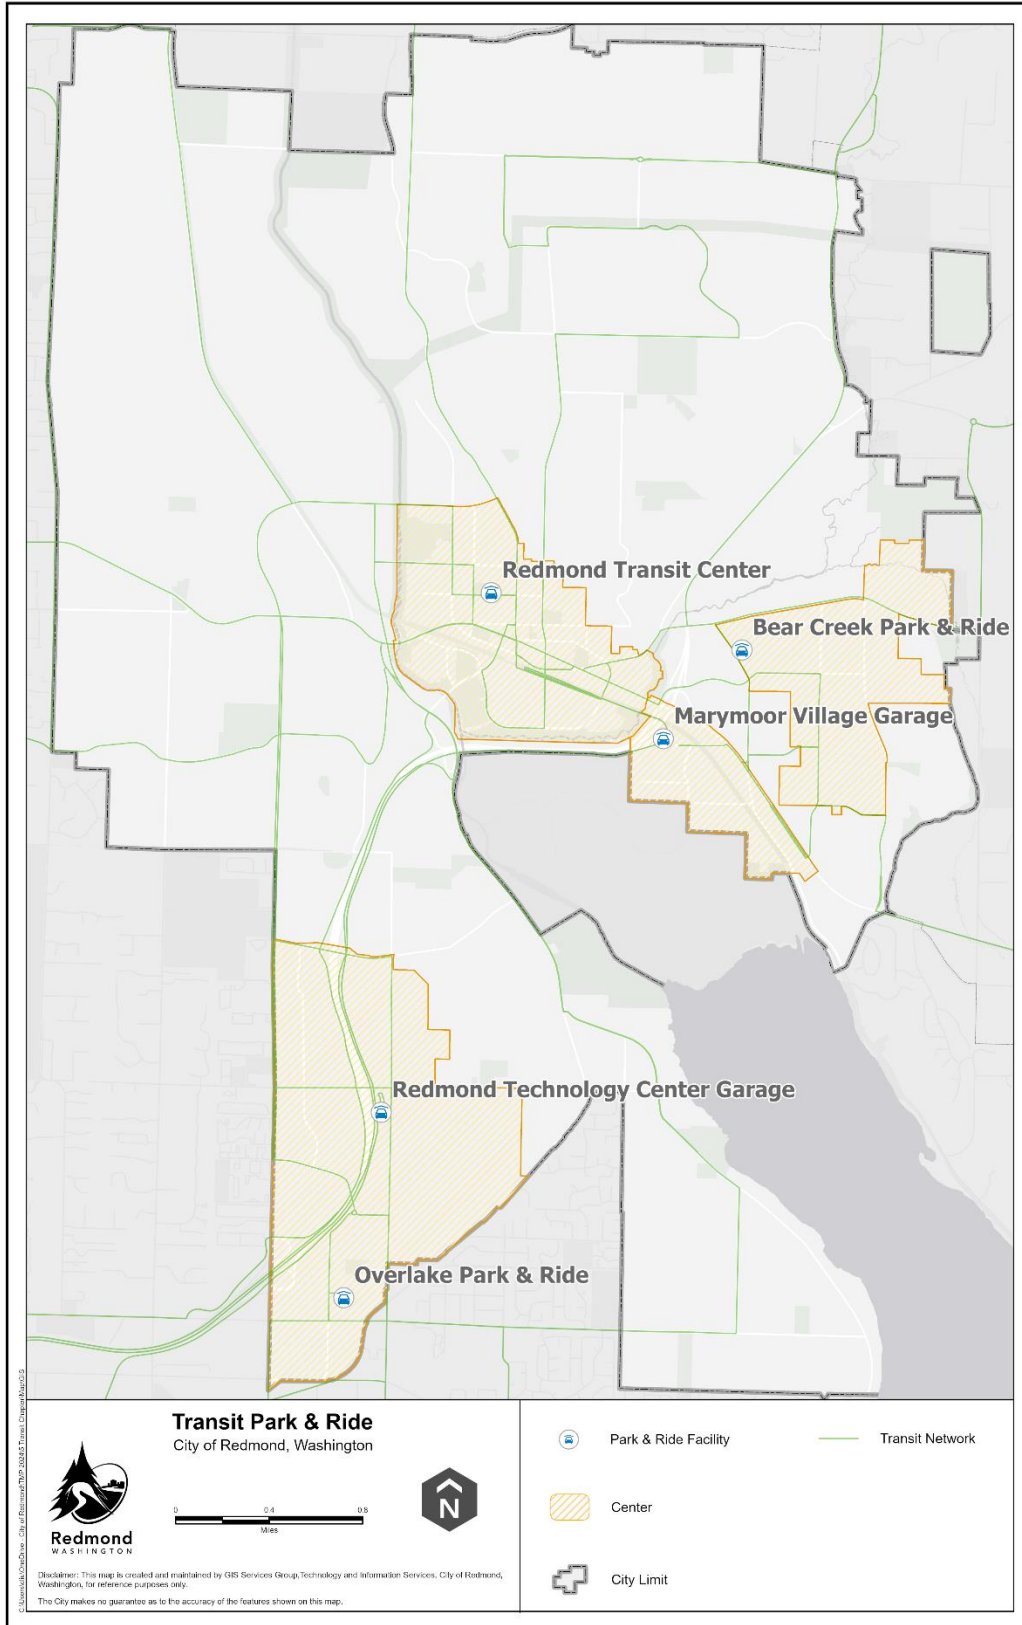 Redmond Transit Center
Bear Creek Park & Ride
Marymoor Village Garage
Redmond Technology Center Garage
Overlake Park & Ride
Transit Park & Ride
City of Redmond, Washington
0 0.4 0.8
Miles
N
Redmond
WASHINGTON
Disclaimer: This map is created and maintained by GIS Services Group, Technology and Information Services, City of Redmond,
Washington, for reference purposes only.
The City makes no guarantee as to the accuracy of the features shown on this map.
Park & Ride Facility
Transit Network
Center
City Limit